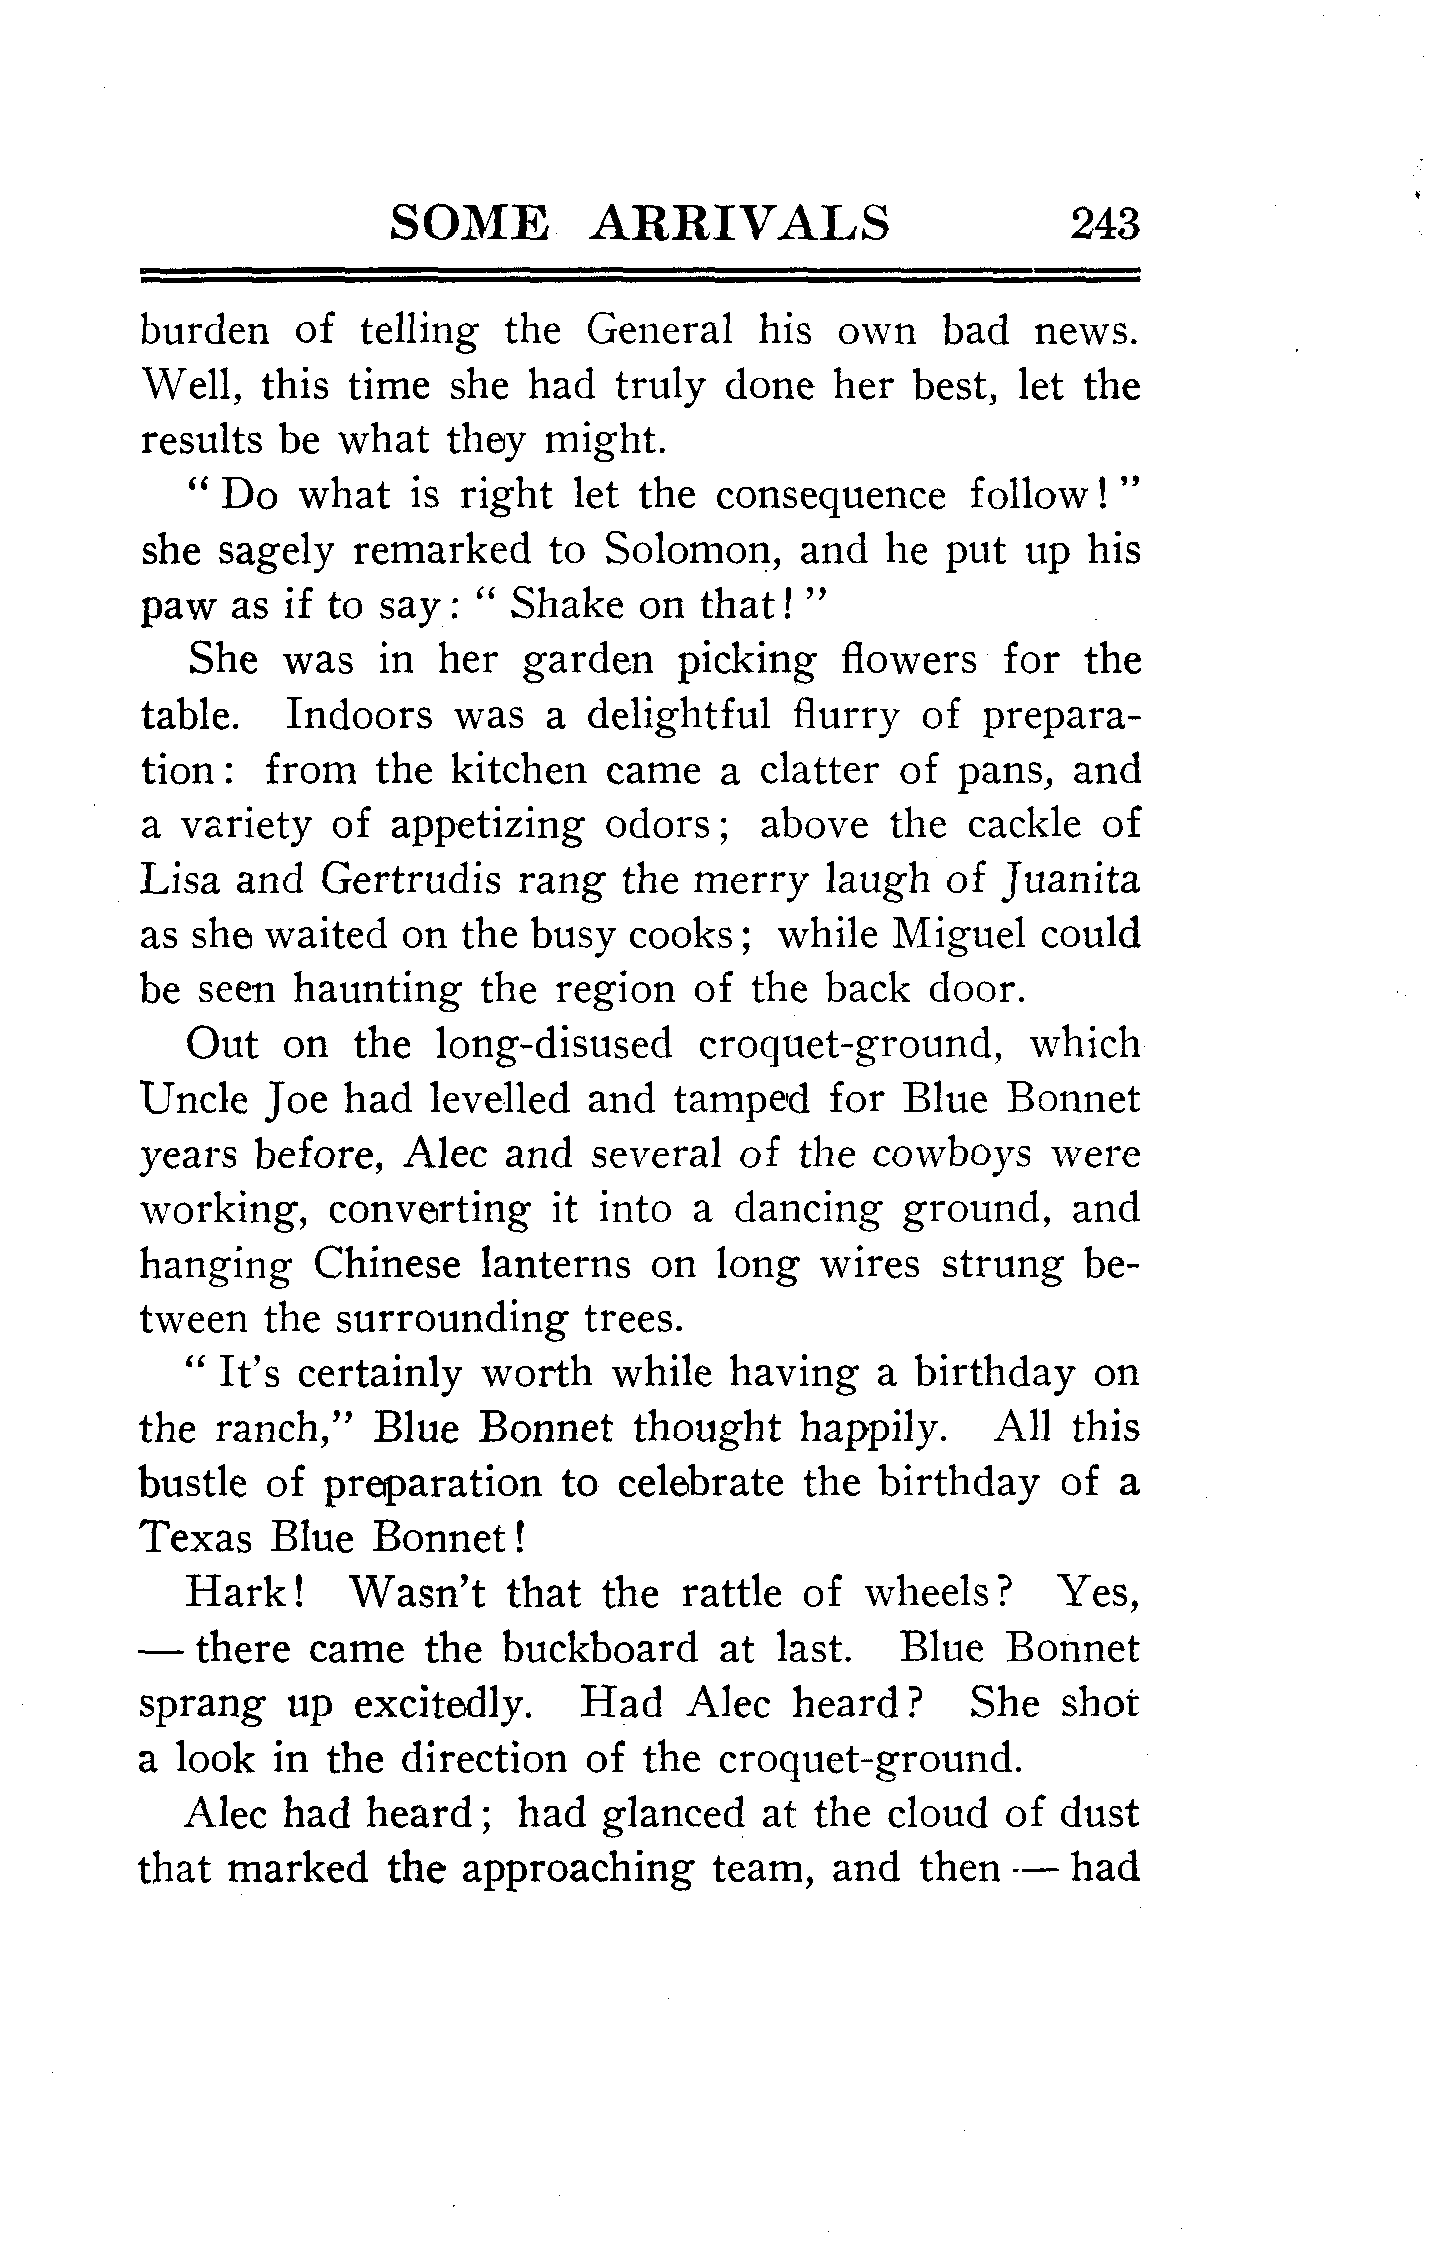 SOME ARRIVALS 243
burden of telling the General his own bad news.
Well, this time she had truly done her best, let the
results be what they might.
" Do what is right let the consequence follow! "
she sagely remarked to Solomon, and he put up his
paw as if to say: " Shake on that! "
She was in her garden picking flowers for the
table. Indoors was a delightful flurry of prepara-
tion: from the kitchen came a clatter of pans, and
a variety of appetizing odors; above the cackle of
Lisa and Gertrudis rang the merry laugh of Juanita
as she waited on the busy cooks; while Miguel could
be seen haunting the region of the back door.
Out on the long-disused croquet-ground, which
Uncle Joe had levelled and tamped for Blue Bonnet
years before, Alec and several of the cowboys were
working, converting it into a dancing ground, and
hanging Chinese lanterns on long wires strung be-
tween the surrounding trees.
" It's certainly worth while having a birthday on
the ranch," Blue Bonnet thought happily. All this
bustle of preparation to celebrate the birthday of a
Texas Blue Bonnet!
Hark! Wasn't that the rattle of wheels? Yes,
— there came the buckboard at last. Blue Bonnet
sprang up excitedly. Had Alec heard? She shot
a look in the direction of the croquet-ground.
Alec had heard; had glanced at the cloud of dust
that marked the approaching team, and then — had